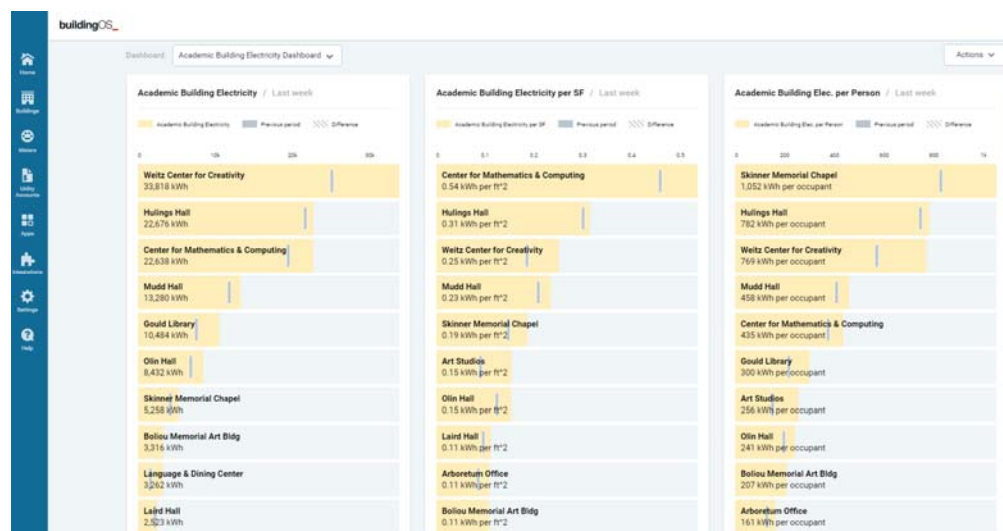 buildingOS_
Home
Buildings
Meters
Utility
Accounts
Apps
Integrations
Settings
Help
Dashboard
Academic Building Electricity Dashboard
Actions
Academic Building Electricity / Last week
Academic Building Electricity
Previous period
Difference
0 10k 20k 30k
Weitz Center for Creativity
33,818 kWh
Hulings Hall
22,676 kWh
Center for Mathematics & Computing
22,638 kWh
Mudd Hall
13,280 kWh
Gould Library
10,484 kWh
Olin Hall
8,432 kWh
Skinner Memorial Chapel
5,258 kWh
Boliou Memorial Art Bldg
3,316 kWh
Language & Dining Center
3,262 kWh
Laird Hall
2,523 kWh
Academic Building Electricity per SF / Last week
Academic Building Electricity per SF
Previous period
Difference
0 0.1 0.2 0.3 0.4 0.5
Center for Mathematics & Computing
0.54 kWh per ft^2
Hulings Hall
0.31 kWh per ft^2
Weitz Center for Creativity
0.25 kWh per ft^2
Mudd Hall
0.23 kWh per ft^2
Skinner Memorial Chapel
0.19 kWh per ft^2
Art Studios
0.15 kWh per ft^2
Olin Hall
0.15 kWh per ft^2
Laird Hall
0.11 kWh per ft^2
Arboretum Office
0.11 kWh per ft^2
Boliou Memorial Art Bldg
0.11 kWh per ft^2
Academic Building Elec. per Person / Last week
Academic Building Elec. per Person
Previous period
Difference
0 200 400 600 800 1k
Skinner Memorial Chapel
1,052 kWh per occupant
Hulings Hall
782 kWh per occupant
Weitz Center for Creativity
769 kWh per occupant
Mudd Hall
458 kWh per occupant
Center for Mathematics & Computing
435 kWh per occupant
Gould Library
300 kWh per occupant
Art Studios
256 kWh per occupant
Olin Hall
241 kWh per occupant
Boliou Memorial Art Bldg
207 kWh per occupant
Arboretum Office
161 kWh per occupant